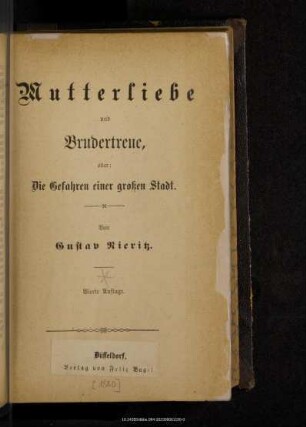 Mutterliebe
und
Brudertreue,
oder:
Die Gefahren einer großen Stadt.
Von
Gustav Nieritz.
Vierte Auflage.
Düsseldorf,
Verlag von Felix Bagel
[1880]